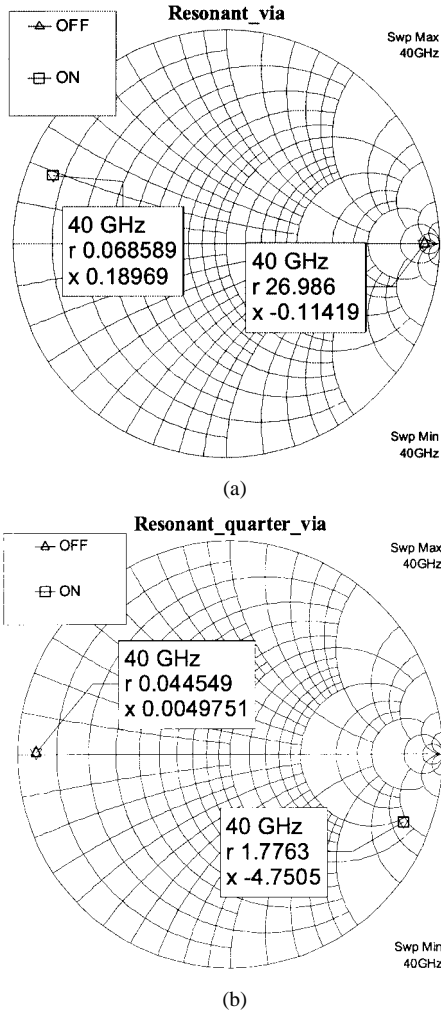 Resonant_via
OFF
ON
Swp Max
40GHz
40 GHz
r 0.068589
x 0.18969
40 GHz
r 26.986
x -0.11419
Swp Min
40GHz
(a)
Resonant_quarter_via
OFF
ON
Swp Max
40GHz
40 GHz
r 0.044549
x 0.0049751
40 GHz
r 1.7763
x -4.7505
Swp Min
40GHz
(b)